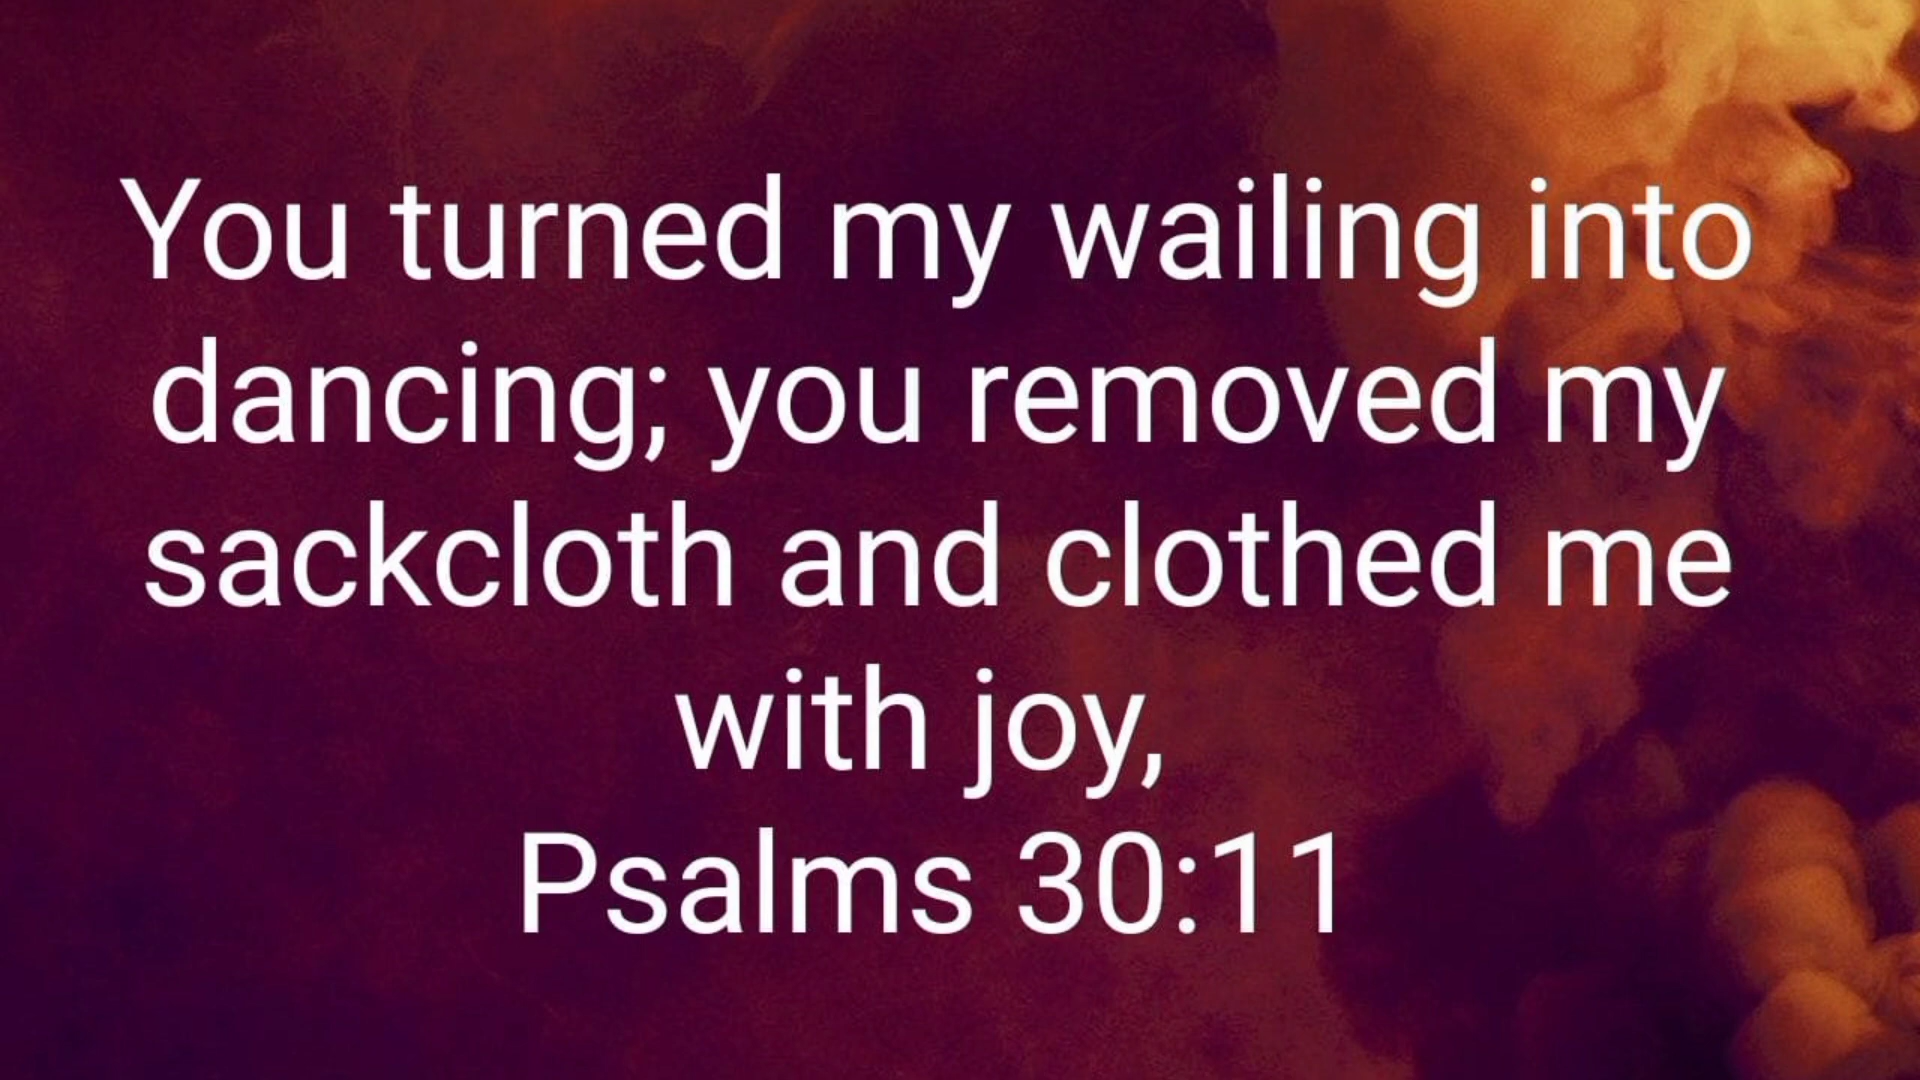 You turned my wailing into
dancing; you removed my
sackcloth and clothed me
with joy,
Psalms 30:11